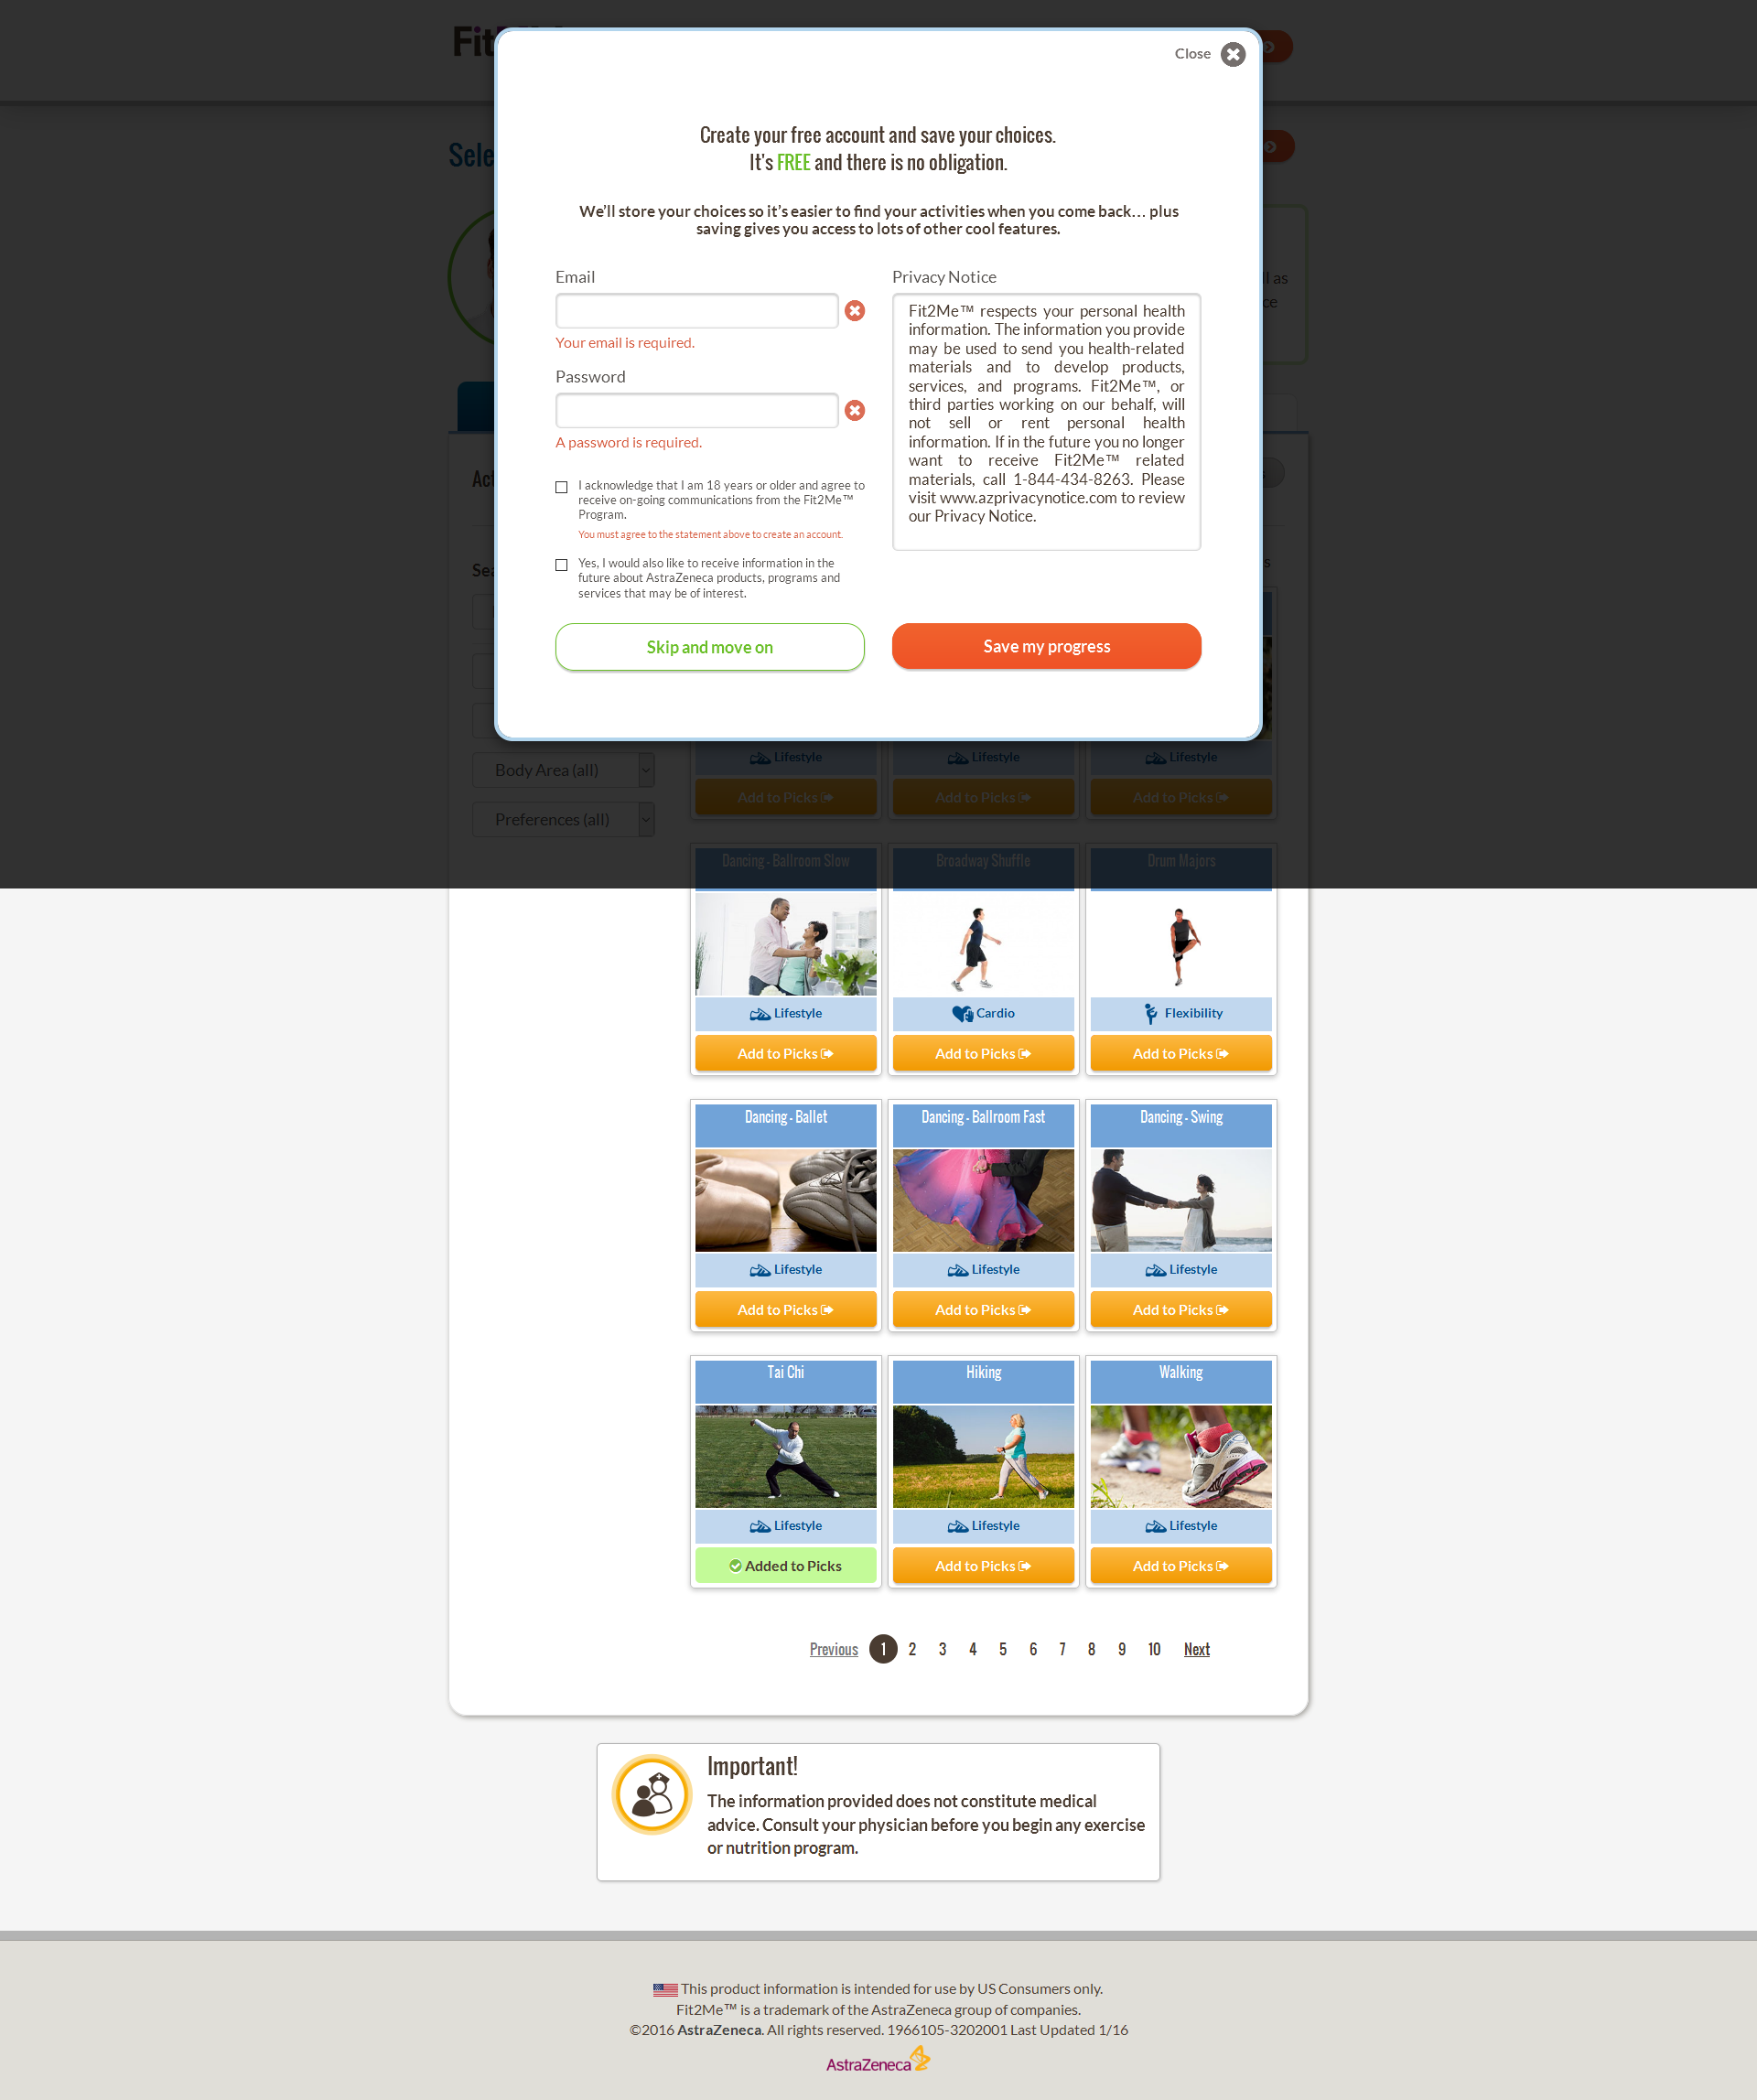 Fit
Close
Create your free account and save your choices.
It's FREE and there is no obligation.
We'll store your choices so it's easier to find your activities when you come back… plus
saving gives you access to lots of other cool features.
Email
Your email is required.
Password
A password is required.
I acknowledge that I am 18 years or older and agree to
receive on-going communications from the Fit2Me™
Program.
You must agree to the statement above to create an account.
Yes, I would also like to receive information in the
future about AstraZeneca products, programs and
services that may be of interest.
Privacy Notice
Fit2Me™ respects your personal health
information. The information you provide
may be used to send you health-related
materials and to develop products,
services, and programs. Fit2Me™, or
third parties working on our behalf, will
not sell or rent personal health
information. If in the future you no longer
want to receive Fit2Me™ related
materials, call 1-844-434-8263. Please
visit www.azprivacynotice.com to review
our Privacy Notice.
Skip and move on
Save my progress
Body Area (all)
Preferences (all)
Lifestyle
Lifestyle
Lifestyle
Add to Picks
Add to Picks
Add to Picks
Dancing - Ballroom Slow
Broadway Shuffle
Drum Majors
Lifestyle
Cardio
Flexibility
Add to Picks
Add to Picks
Add to Picks
Dancing - Ballet
Dancing - Ballroom Fast
Dancing - Swing
Lifestyle
Lifestyle
Lifestyle
Add to Picks
Add to Picks
Add to Picks
Tai Chi
Hiking
Walking
Lifestyle
Lifestyle
Lifestyle
Added to Picks
Add to Picks
Add to Picks
Previous 1 2 3 4 5 6 7 8 9 10 Next
Important!
The information provided does not constitute medical
advice. Consult your physician before you begin any exercise
or nutrition program.
This product information is intended for use by US Consumers only.
Fit2Me™ is a trademark of the AstraZeneca group of companies.
©2016 AstraZeneca. All rights reserved. 1966105-3202001 Last Updated 1/16
AstraZeneca